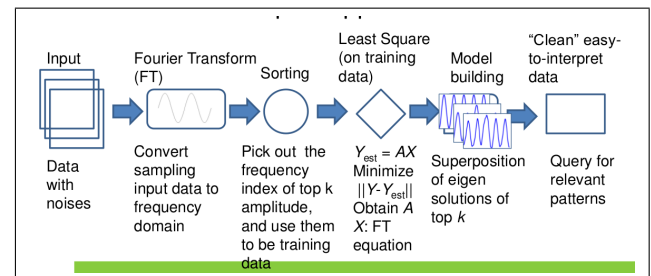 Input
Data
with
noises
Fourier Transform
(FT)
Convert
sampling
input data to
frequency
domain
Sorting
Pick out the
frequency
index of top k
amplitude,
and use them
to be training
data
Least Square
(on training
data)
Yest = AX
Minimize
||Y-Yest||
Obtain A
X: FT
equation
Model
building
Superposition
of eigen
solutions of
top k
“Clean” easy-
to-interpret
data
Query for
relevant
patterns